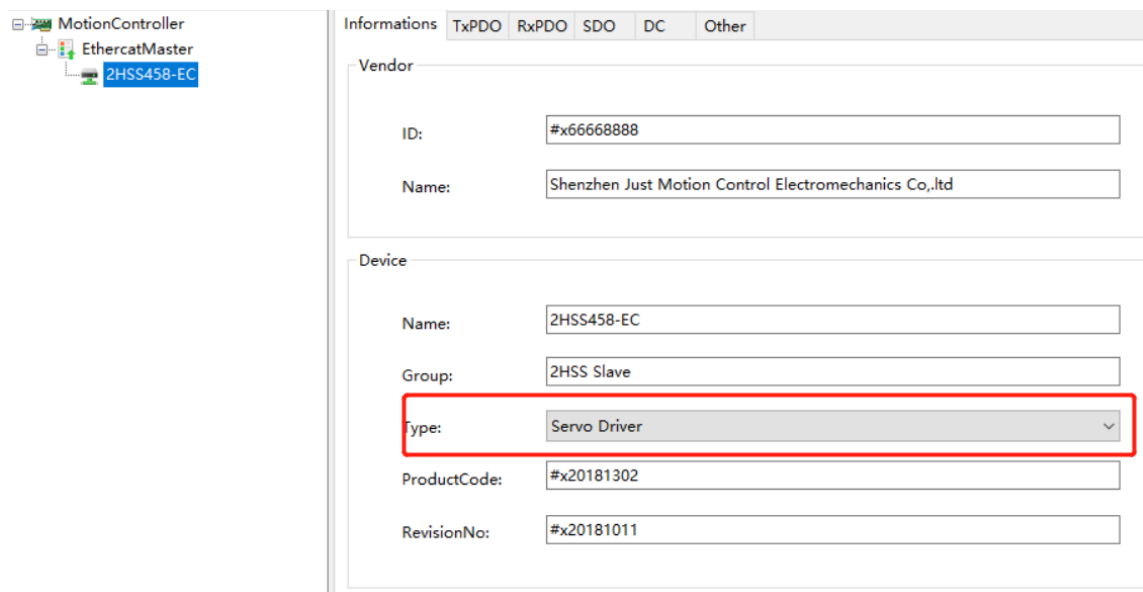 MotionController
EthercatMaster
2HSS458-EC
Informations TxPDO RxPDO SDO DC Other
Vendor
ID: #x66668888
Name: Shenzhen Just Motion Control Electromechanics Co,.ltd
Device
Name: 2HSS458-EC
Group: 2HSS Slave
Type: Servo Driver
ProductCode: #x20181302
RevisionNo: #x20181011